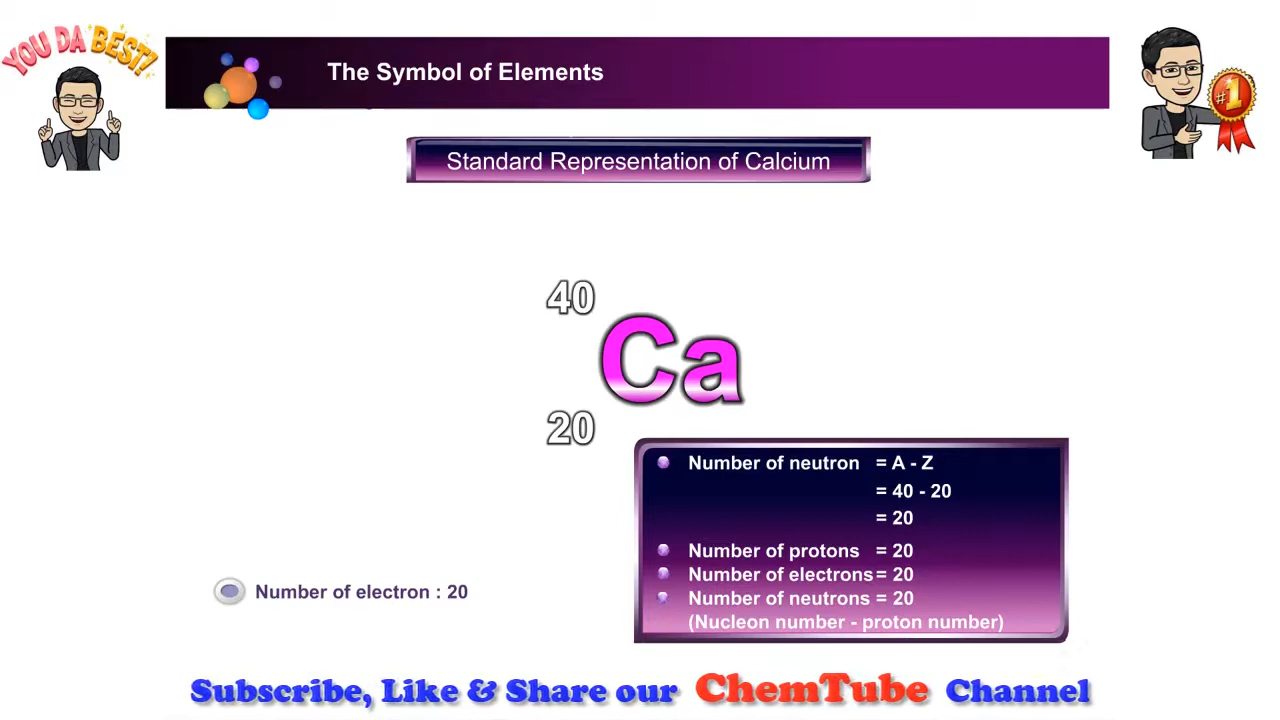 YOU DA BEST!
The Symbol of Elements
#1
Standard Representation of Calcium
40
Ca
20
Number of neutron = A - Z
= 40 - 20
= 20
Number of protons = 20
Number of electrons = 20
Number of neutrons = 20
(Nucleon number - proton number)
Number of electron : 20
Subscribe, Like & Share our ChemTube Channel